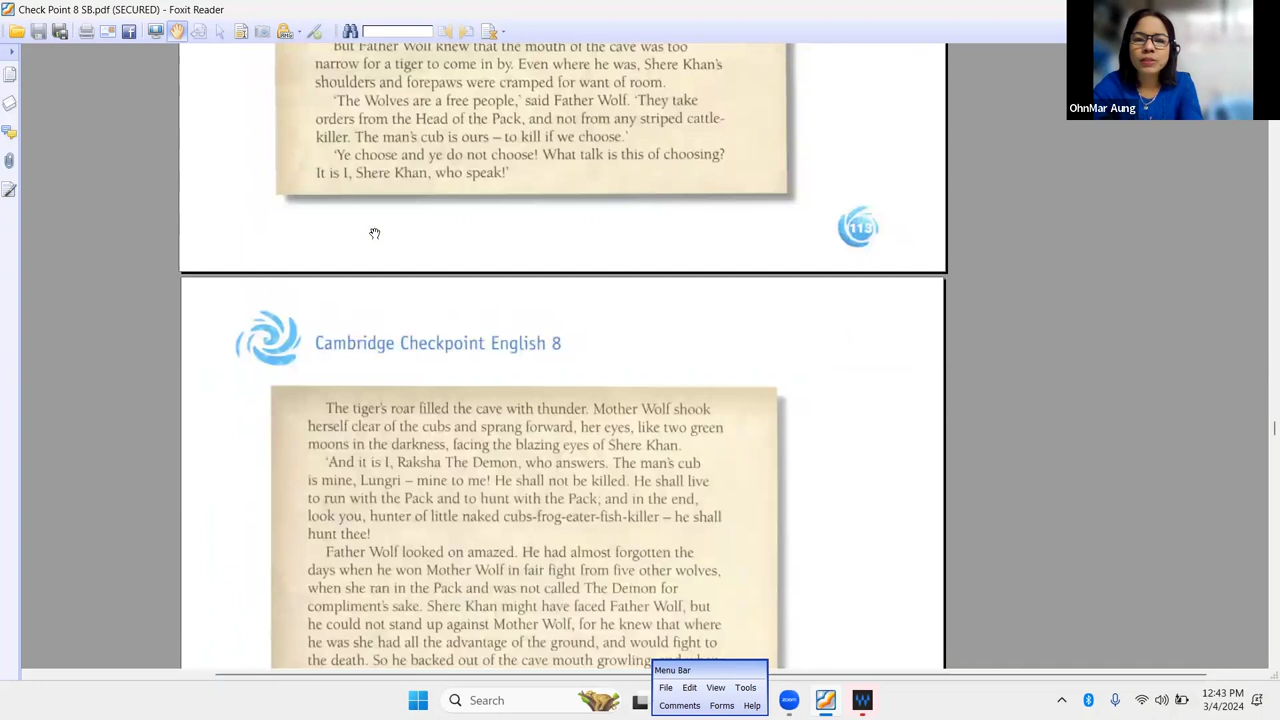 Check Point 8 SB.pdf (SECURED) - Foxit Reader
OhnMar Aung
But Father Wolf knew that the mouth of the cave was too
narrow for a tiger to come in by. Even where he was, Shere Khan's
shoulders and forepaws were cramped for want of room.
'The Wolves are a free people,' said Father Wolf. 'They take
orders from the Head of the Pack, and not from any striped cattle-
killer. The man's cub is ours – to kill if we choose.'
'Ye choose and ye do not choose! What talk is this of choosing?
It is I, Shere Khan, who speak!'
113
Cambridge Checkpoint English 8
The tiger's roar filled the cave with thunder. Mother Wolf shook
herself clear of the cubs and sprang forward, her eyes, like two green
moons in the darkness, facing the blazing eyes of Shere Khan.
'And it is I, Raksha The Demon, who answers. The man's cub
is mine, Lungri – mine to me! He shall not be killed. He shall live
to run with the Pack and to hunt with the Pack; and in the end,
look you, hunter of little naked cubs-frog-eater-fish-killer – he shall
hunt thee!
Father Wolf looked on amazed. He had almost forgotten the
days when he won Mother Wolf in fair fight from five other wolves,
when she ran in the Pack and was not called The Demon for
compliment's sake. Shere Khan might have faced Father Wolf, but
he could not stand up against Mother Wolf, for he knew that where
he was she had all the advantage of the ground, and would fight to
the death. So he backed out of the cave mouth growling
Menu Bar
File Edit View Tools
Comments Forms Help
Search
12:43 PM
3/4/2024